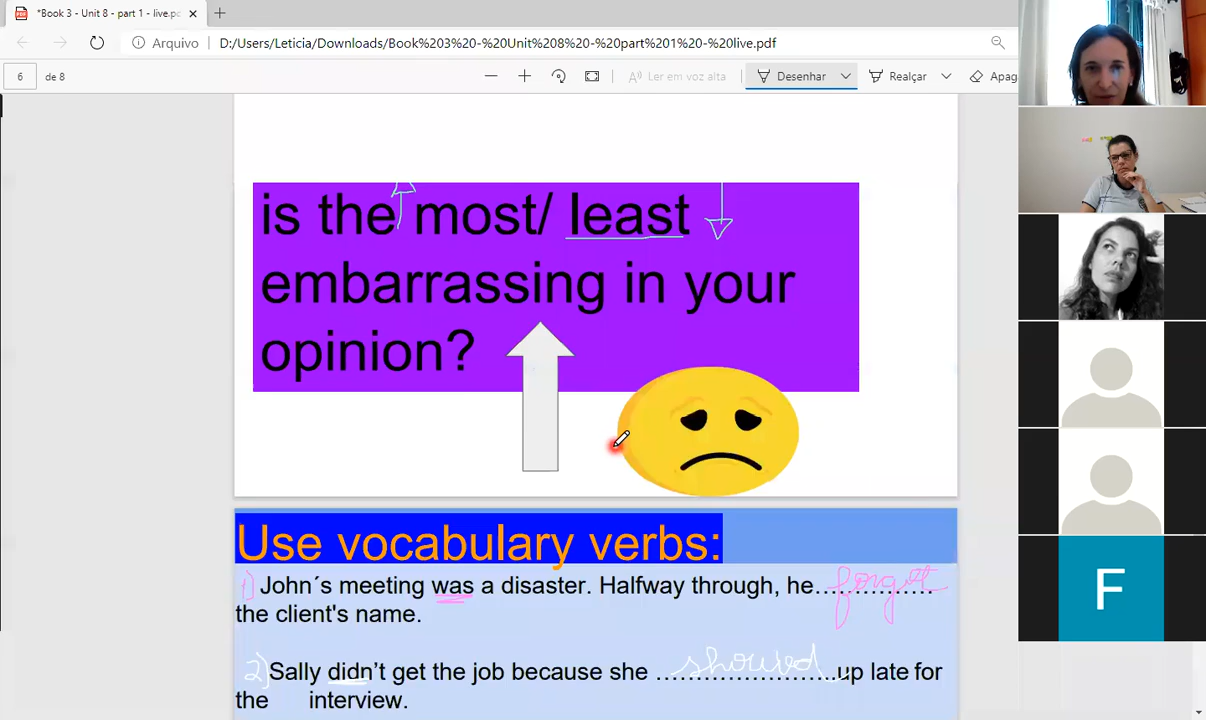 *Book 3 - Unit 8 - part 1 - live.pc
Arquivo D:/Users/Leticia/Downloads/Book%203%20-%20Unit%208%20-%20part%201%20-%20live.pdf
6 de 8 Ler em voz alta Desenhar Realçar Apag
is the most/ least
embarrassing in your
opinion?
Use vocabulary verbs:
1) John´s meeting was a disaster. Halfway through, he……………… forgot
the client's name.
2) Sally didn't get the job because she …………………… showed up late for
the interview.
F